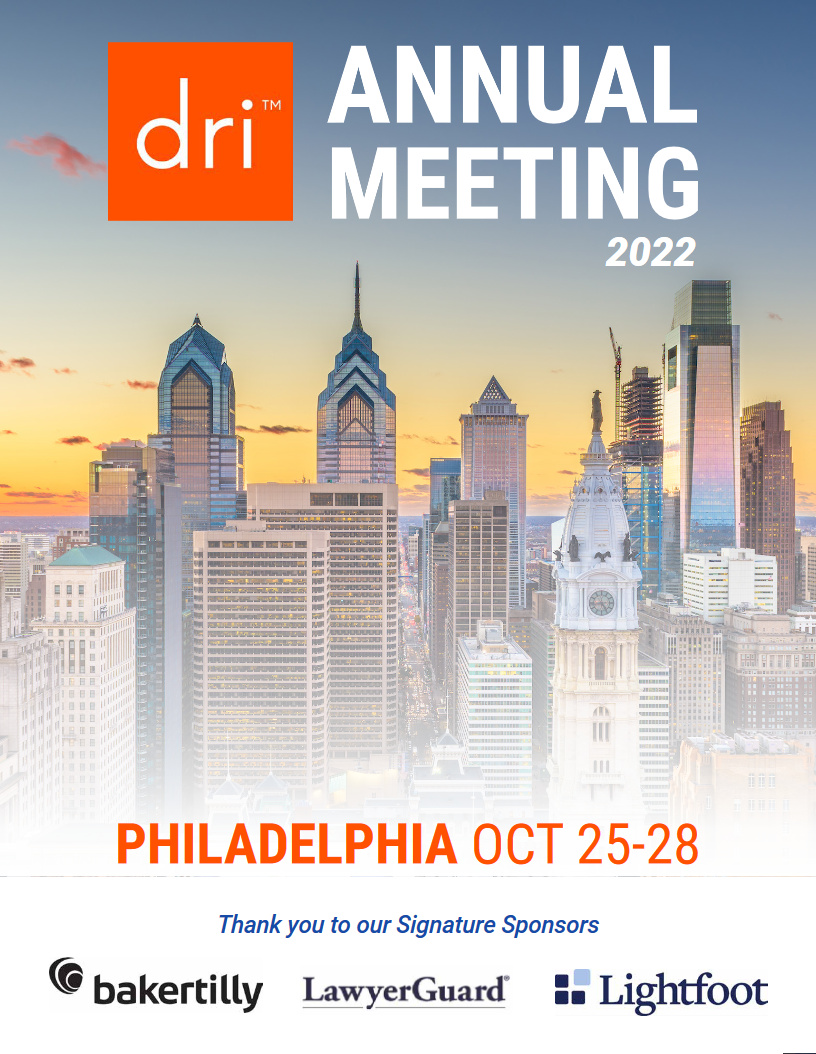 dri™
ANNUAL
MEETING
2022
PHILADELPHIA OCT 25-28
Thank you to our Signature Sponsors
bakertilly
LawyerGuard®
Lightfoot